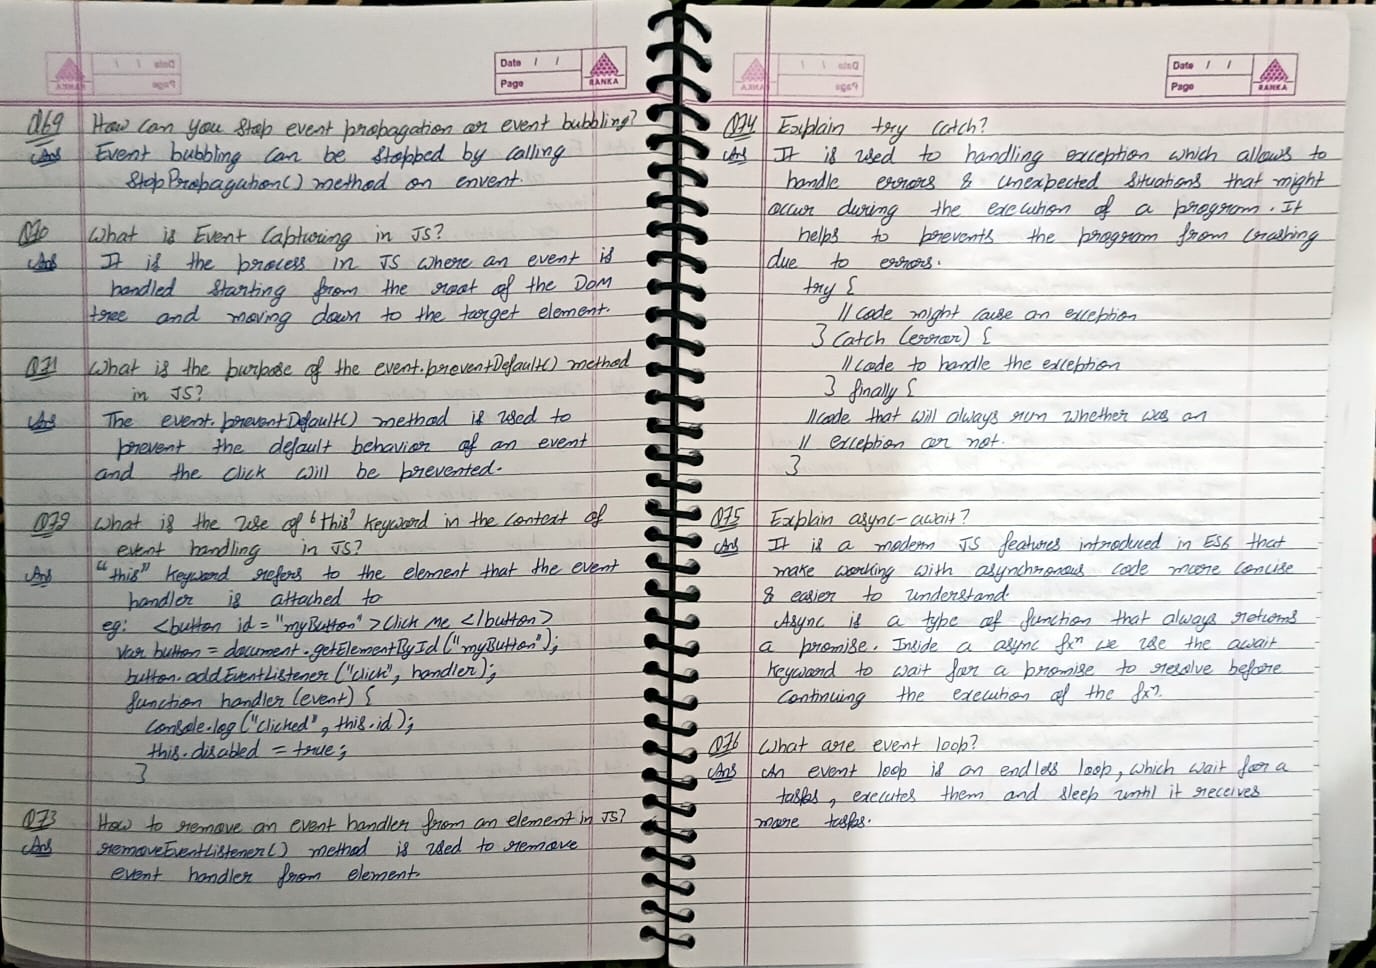 Date / /
Page
RANKA
Q69 How can you stop event propagation or event bubbling?
Ans Event bubbling can be stopped by calling
StopPropagation() method on envent.
Q70 What is Event Capturing in JS?
Ans It is the process in JS where an event is
handled starting from the root of the DOM
tree and moving down to the target element.
Q71 What is the purpose of the event.preventDefault() method
in JS?
Ans The event.preventDefault() method is used to
prevent the default behavior of an event
and the click will be prevented.
Q72 What is the use of "this" keyword in the context of
event handling in JS?
Ans "this" keyword refers to the element that the event
handler is attached to
eg: <button id = "myButton" > Click Me </button>
var button = document.getElementById ("myButton");
button.addEventListener ("click", handler);
function handler (event) {
console.log ("clicked", this.id);
this.disabled = true;
}
Q73 How to remove an event handler from an element in JS?
Ans removeEventListener() method is used to remove
event handler from element.
Date / /
Page
RANKA
Q74 Explain try catch?
Ans It is used to handling exception which allows to
handle errors & unexpected situations that might
occur during the execution of a program. It
helps to prevents the program from crashing
due to errors.
try {
// code might cause an exception
} catch (error) {
// code to handle the exception
} finally {
// code that will always run whether was an
// exception or not.
}
Q75 Explain async-await?
Ans It is a modern JS features introduced in ES6 that
make working with asynchronous code more concise
& easier to understand.
Async is a type of function that always returns
a promise. Inside a async fxn we use the await
keyword to wait for a promise to resolve before
continuing the execution of the fxn.
Q76 What are event loop?
Ans An event loop is an endless loop, which wait for a
tasks, executes them and sleep until it receives
more tasks.